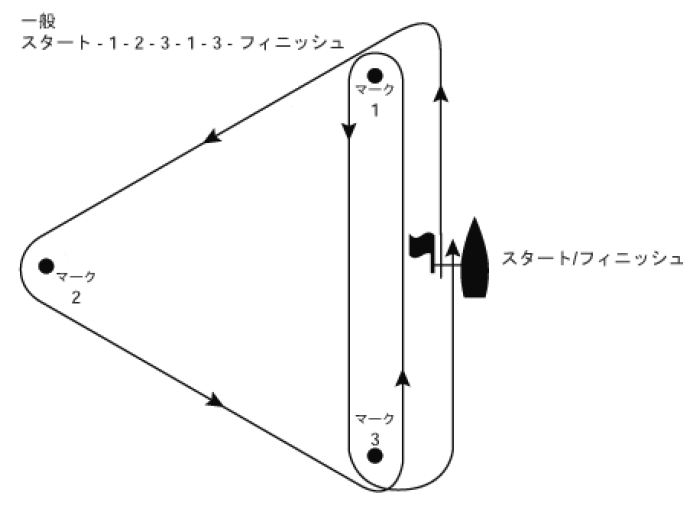 一般
スタート - 1 - 2 - 3 - 1 - 3 - フィニッシュ
マーク
1
スタート/フィニッシュ
マーク
2
マーク
3